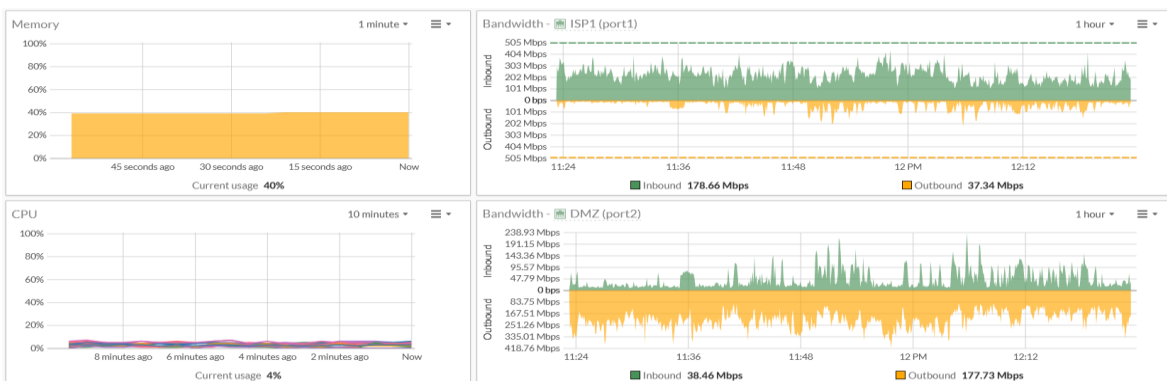 Memory
1 minute
100%
80%
60%
40%
20%
0%
45 seconds ago 30 seconds ago 15 seconds ago Now
Current usage 40%
Bandwidth - ISP1 (port1)
1 hour
Inbound
Outbound
505 Mbps
404 Mbps
303 Mbps
202 Mbps
101 Mbps
0 bps
101 Mbps
202 Mbps
303 Mbps
404 Mbps
505 Mbps
11:24 11:36 11:48 12 PM 12:12
Inbound 178.66 Mbps Outbound 37.34 Mbps
CPU
10 minutes
100%
80%
60%
40%
20%
0%
8 minutes ago 6 minutes ago 4 minutes ago 2 minutes ago Now
Current usage 4%
Bandwidth - DMZ (port2)
1 hour
Inbound
Outbound
238.93 Mbps
191.15 Mbps
143.36 Mbps
95.57 Mbps
47.79 Mbps
0 bps
83.75 Mbps
167.51 Mbps
251.26 Mbps
335.01 Mbps
418.76 Mbps
11:24 11:36 11:48 12 PM 12:12
Inbound 38.46 Mbps Outbound 177.73 Mbps